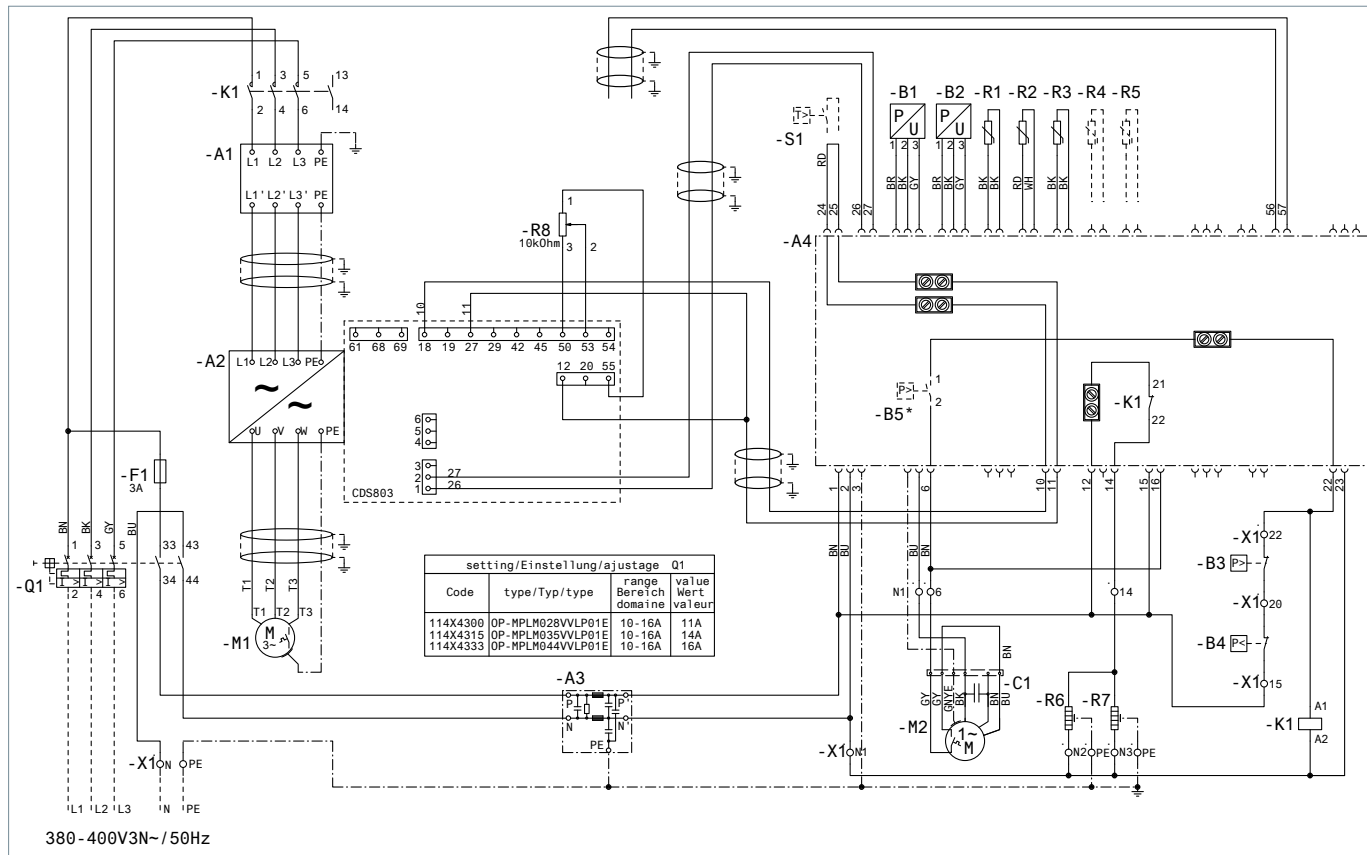 1 3 5 13
-K1
2 4 6 14
-A1
L1 L2 L3 PE
L1' L2' L3' PE
-A2
L1 L2 L3 PE
~
~
U V W PE
-F1
3A
BN BK GY BU
1 3 5 33 43
-Q1
I> I> I>
2 4 6 34 44
T1 T2 T3
T1 T2 T3
-M1
M
3~
-X1 N PE
L1 L2 L3 N PE
380-400V3N~/50Hz
-R8
10kOhm
1
3 2
10 11
61 68 69 18 19 27 29 42 45 50 53 54
12 20 55
6
5
4
3
2
1
27
26
CDS803
setting/Einstellung/ajustage Q1
Code type/Typ/type range Bereich domaine value Wert valeur
114X4300 OP-MPLM028VVLP01E 10-16A 11A
114X4315 OP-MPLM035VVLP01E 10-16A 14A
114X4333 OP-MPLM044VVLP01E 10-16A 16A
-A3
P P'
N N'
PE
T>
-S1
RD
-B1 -B2 -R1 -R2 -R3 -R4 -R5
P U P U
1 2 3 1 2 3
BR BK GY BR BK GY BK BK RD WH BK BK
24 25 26 27 56 57
-A4
P>
1
2
-B5*
-K1
21
22
1 2 3 6 10 11 12 14 15 16 22 23
BN BU BU BN
N1 6 14
-C1
BN
GY GY GNYE BK BN BU
-M2
1~
M
-X1 N1
-R6 -R7
N2 PE N3 PE
-X1 22
-B3 P>
-X1 20
-B4 P<
-X1 15
-K1
A1
A2